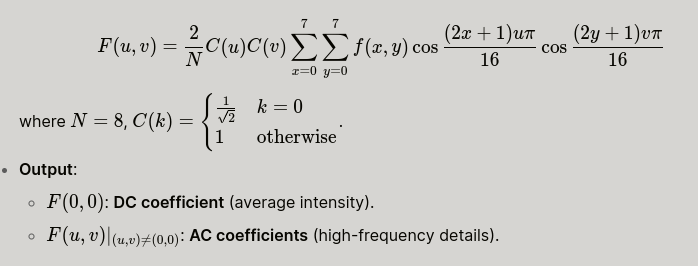 F(u, v) = \frac{2}{N} C(u)C(v) \sum_{x=0}^{7} \sum_{y=0}^{7} f(x, y) \cos \frac{(2x + 1)u\pi}{16} \cos \frac{(2y + 1)v\pi}{16}
where N = 8, C(k) = \begin{cases} \frac{1}{\sqrt{2}} & k = 0 \\ 1 & \text{otherwise} \end{cases}.
• Output:
◦ F(0, 0): DC coefficient (average intensity).
◦ F(u, v)|_{(u,v)≠(0,0)}: AC coefficients (high-frequency details).